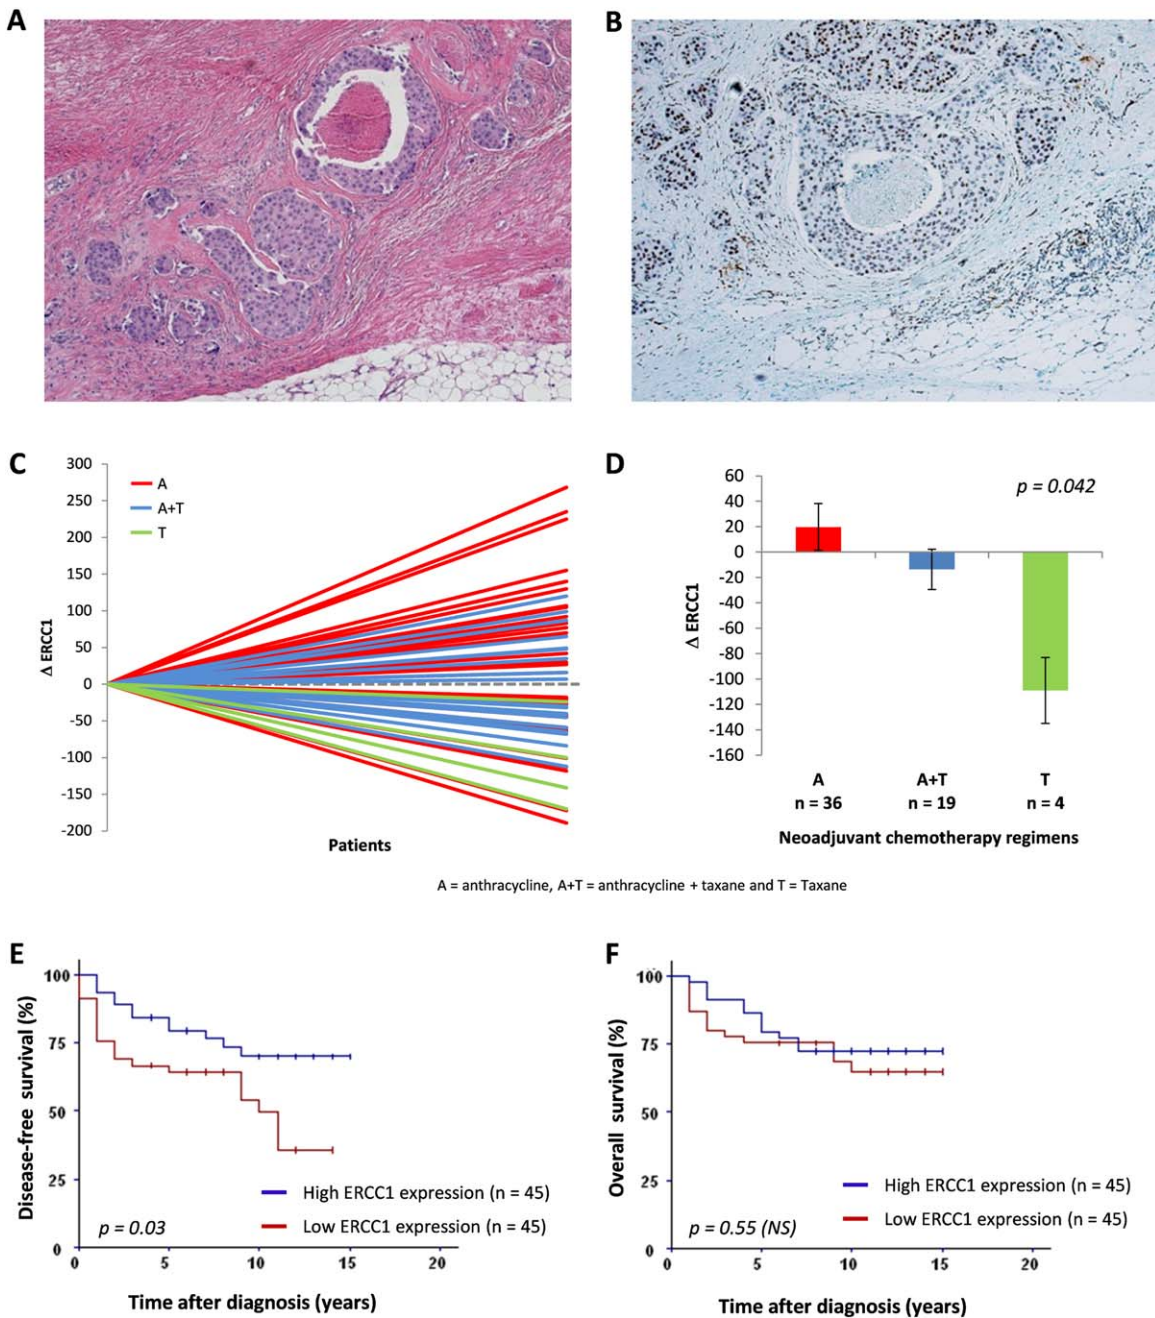 A
B
C
300
250
200
150
100
50
0
-50
-100
-150
-200
Δ ERCC1
A
A+T
T
Patients
D
60
40
20
0
-20
-40
-60
-80
-100
-120
-140
-160
Δ ERCC1
p = 0.042
A
n = 36
A+T
n = 19
T
n = 4
Neoadjuvant chemotherapy regimens
A = anthracycline, A+T = anthracycline + taxane and T = Taxane
E
100
75
50
25
0
Disease-free survival (%)
High ERCC1 expression (n = 45)
Low ERCC1 expression (n = 45)
p = 0.03
0 5 10 15 20
Time after diagnosis (years)
F
100
75
50
25
0
Overall survival (%)
High ERCC1 expression (n = 45)
Low ERCC1 expression (n = 45)
p = 0.55 (NS)
0 5 10 15 20
Time after diagnosis (years)